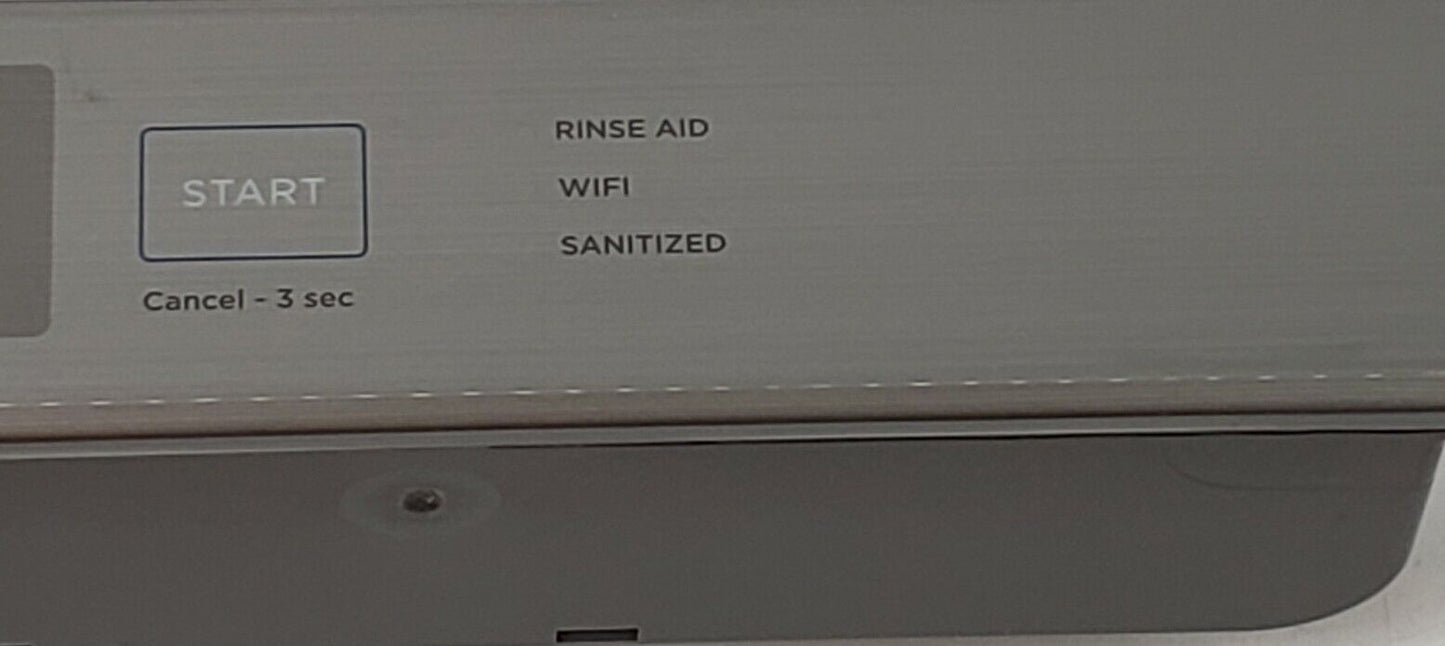 START
Cancel - 3 sec
RINSE AID
WIFI
SANITIZED